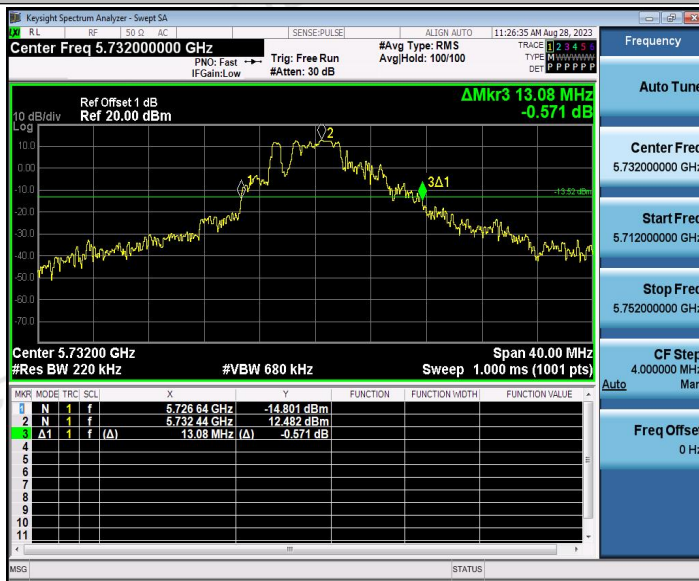 Keysight Spectrum Analyzer - Swept SA
LXI RL RF 50 Ω AC SENSE:PULSE ALIGN AUTO 11:26:35 AM Aug 28, 2023
Center Freq 5.732000000 GHz
PNO: Fast
IFGain:Low
Trig: Free Run
#Atten: 30 dB
#Avg Type: RMS
Avg|Hold: 100/100
TRACE 1 2 3 4 5 6
TYPE M WWWWW
DET P P P P P P
ΔMkr3 13.08 MHz
-0.571 dB
Ref Offset 1 dB
10 dB/div Ref 20.00 dBm
Log
10.0
0.00
-10.0
-20.0
-30.0
-40.0
-50.0
-60.0
-70.0
1
2
3Δ1
-13.52 dBm
Center 5.73200 GHz Span 40.00 MHz
#Res BW 220 kHz #VBW 680 kHz Sweep 1.000 ms (1001 pts)
MKR MODE TRC SCL X Y FUNCTION FUNCTION WIDTH FUNCTION VALUE
1 N 1 f 5.726 64 GHz -14.801 dBm
2 N 1 f 5.732 44 GHz 12.482 dBm
3 Δ1 1 f (Δ) 13.08 MHz (Δ) -0.571 dB
4
5
6
7
8
9
10
11
MSG STATUS
Frequency
Auto Tune
Center Freq
5.732000000 GHz
Start Freq
5.712000000 GHz
Stop Freq
5.752000000 GHz
CF Step
4.000000 MHz
Auto Man
Freq Offset
0 Hz